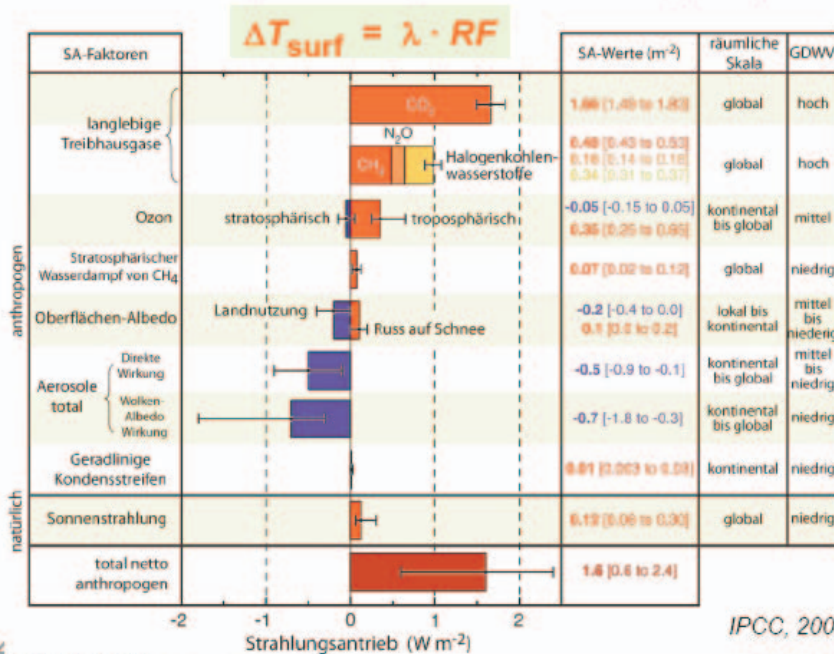 ΔTsurf = λ · RF
SA-Faktoren
SA-Werte (m⁻²)
räumliche
Skala
GDWV
anthropogen
langlebige
Treibhausgase
CO₂
1.66 [1.49 to 1.83]
global
hoch
N₂O
CH₄
Halogenkohlen-
wasserstoffe
0.48 [0.43 to 0.53]
0.16 [0.14 to 0.18]
0.34 [0.31 to 0.37]
global
hoch
Ozon
stratosphärisch
troposphärisch
-0.05 [-0.15 to 0.05]
0.35 [0.25 to 0.65]
kontinental
bis global
mittel
Stratosphärischer
Wasserdampf von CH₄
0.07 [0.02 to 0.12]
global
niedrig
Oberflächen-Albedo
Landnutzung
Russ auf Schnee
-0.2 [-0.4 to 0.0]
0.1 [0.0 to 0.2]
lokal bis
kontinental
mittel
bis
niederig
Aerosole
total
Direkte
Wirkung
-0.5 [-0.9 to -0.1]
kontinental
bis global
mittel
bis
niedrig
Wolken-
Albedo
Wirkung
-0.7 [-1.8 to -0.3]
kontinental
bis global
niedrig
Geradlinige
Kondensstreifen
0.01 [0.003 to 0.03]
kontinental
niedrig
natürlich
Sonnenstrahlung
0.12 [0.06 to 0.30]
global
niedrig
total netto
anthropogen
1.6 [0.6 to 2.4]
-2 -1 0 1 2
Strahlungsantrieb (W m⁻²)
IPCC, 200